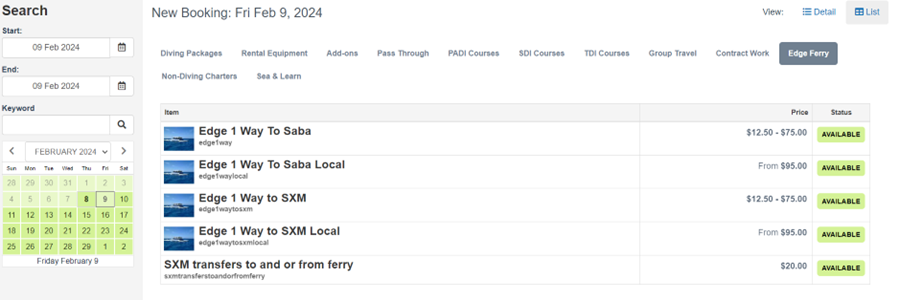 Search
Start:
09 Feb 2024
End:
09 Feb 2024
Keyword
FEBRUARY 2024
Sun Mon Tue Wed Thu Fri Sat
28 29 30 31 1 2 3
4 5 6 7 8 9 10
11 12 13 14 15 16 17
18 19 20 21 22 23 24
25 26 27 28 29 1 2
Friday February 9
New Booking: Fri Feb 9, 2024
View: Detail List
Diving Packages Rental Equipment Add-ons Pass Through PADI Courses SDI Courses TDI Courses Group Travel Contract Work Edge Ferry
Non-Diving Charters Sea & Learn
Item Price Status
Edge 1 Way To Saba $12.50 - $75.00 AVAILABLE
edge1way
Edge 1 Way To Saba Local From $95.00 AVAILABLE
edge1waylocal
Edge 1 Way to SXM $12.50 - $75.00 AVAILABLE
edge1waytosxm
Edge 1 Way to SXM Local From $95.00 AVAILABLE
edge1waytosxmlocal
SXM transfers to and or from ferry $20.00 AVAILABLE
sxmtransferstoandorfromferry